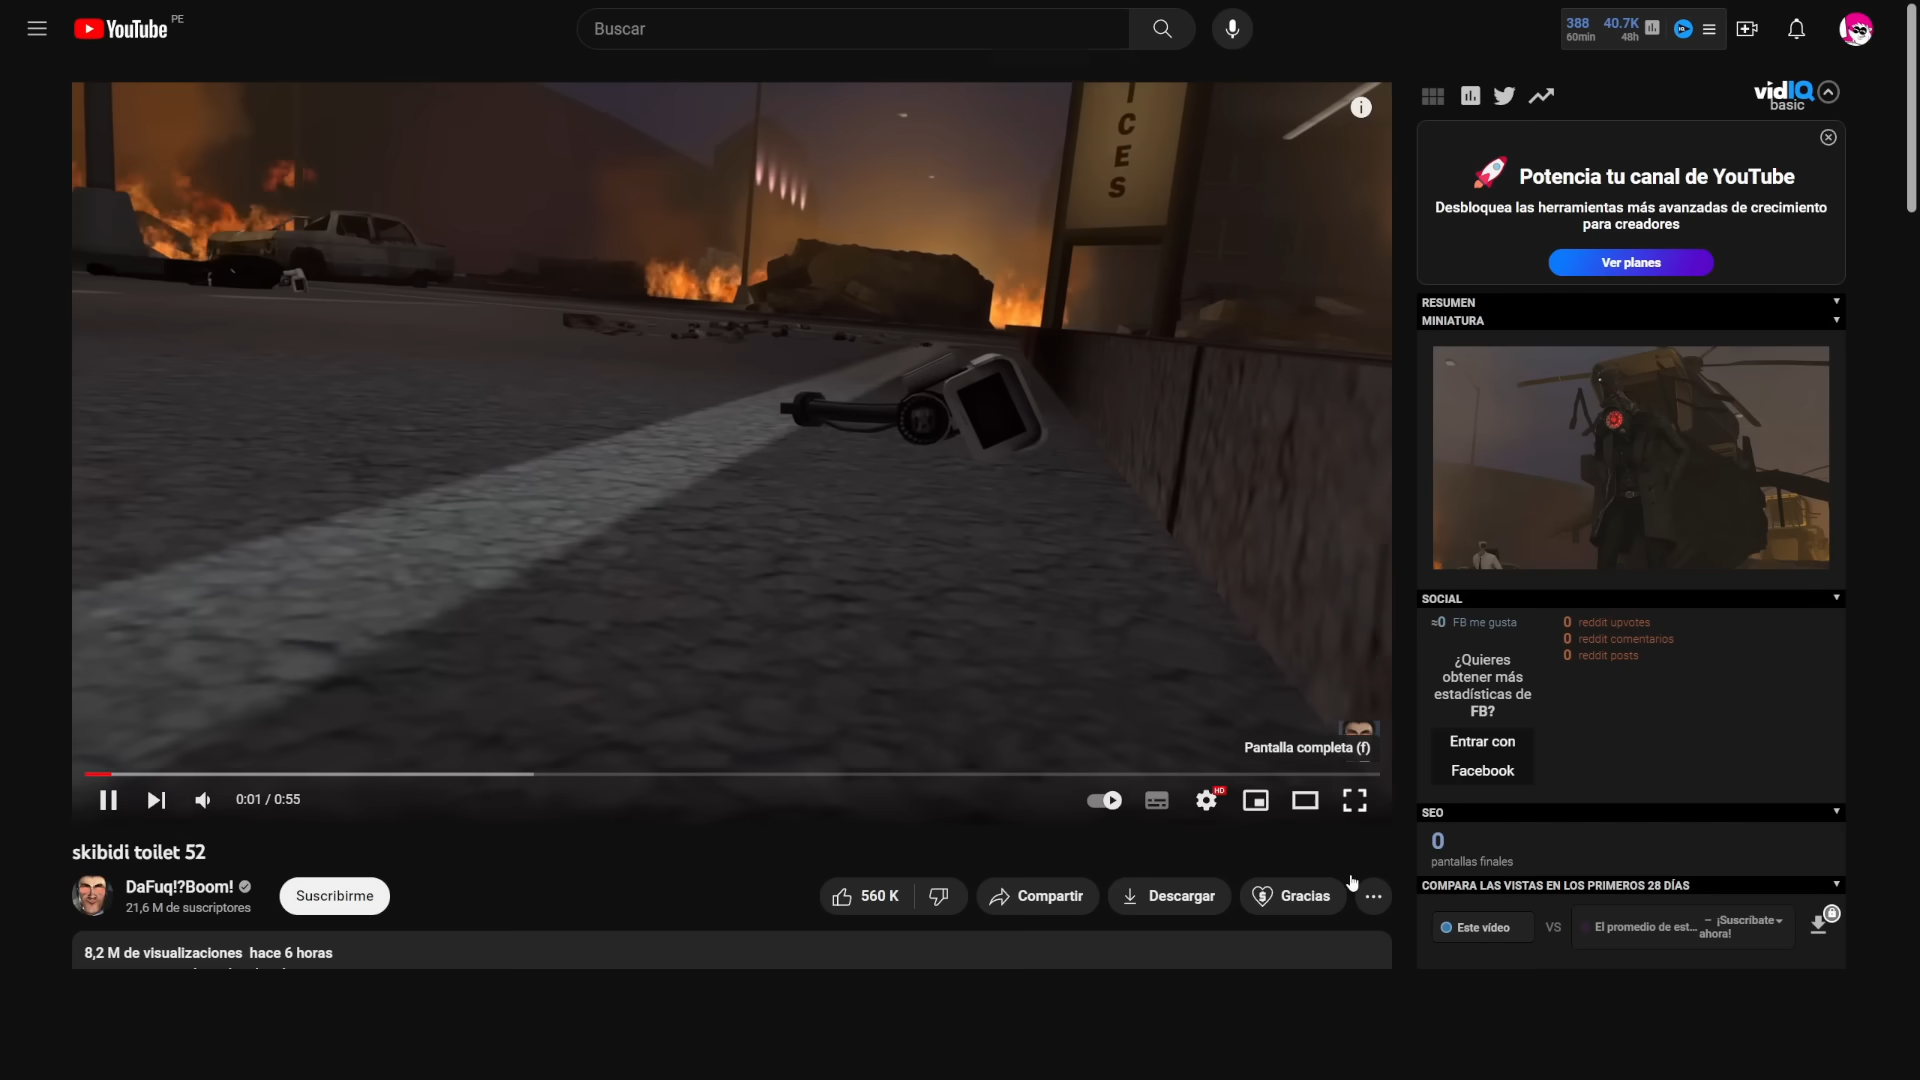 YouTube PE
Buscar
388 40.7K
60min 48h
ICES
Pantalla completa (f)
0:01 / 0:55
HD
skibidi toilet 52
DaFuq!?Boom!
21,6 M de suscriptores
Suscribirme
560 K
Compartir
Descargar
Gracias
8,2 M de visualizaciones hace 6 horas
vidIQ
basic
Potencia tu canal de YouTube
Desbloquea las herramientas más avanzadas de crecimiento
para creadores
Ver planes
RESUMEN
MINIATURA
SOCIAL
≈0 FB me gusta
0 reddit upvotes
0 reddit comentarios
0 reddit posts
¿Quieres
obtener más
estadísticas de
FB?
Entrar con
Facebook
SEO
0
pantallas finales
COMPARA LAS VISTAS EN LOS PRIMEROS 28 DÍAS
Este vídeo
VS
El promedio de est...
– ¡Suscríbate
ahora!